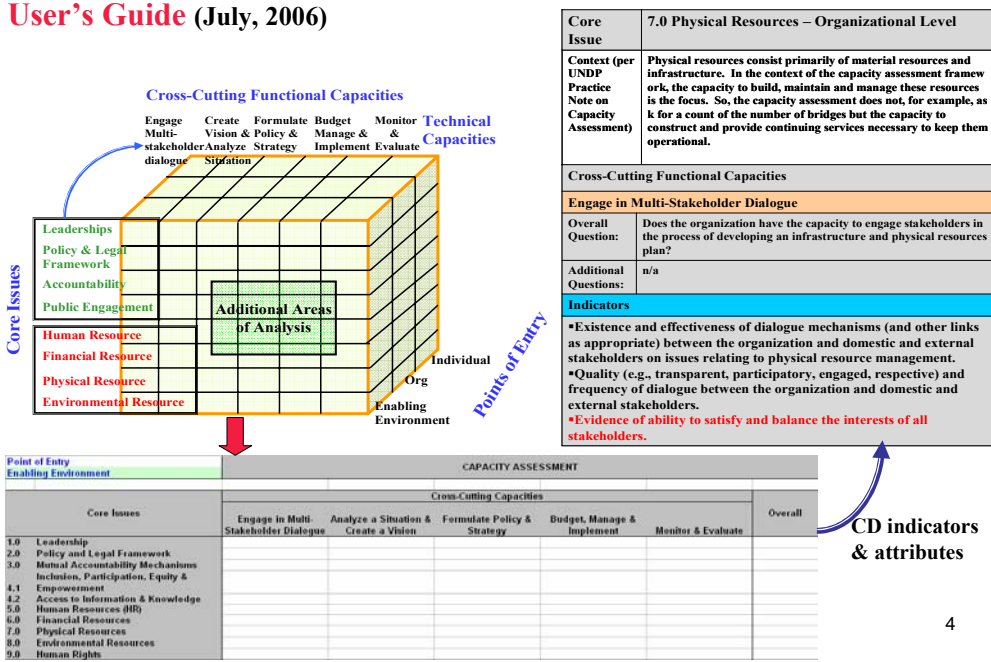 User's Guide (July, 2006)
Cross-Cutting Functional Capacities
Engage
Multi-
stakeholder
dialogue
Create
Vision &
Analyze
Situation
Formulate
Policy &
Strategy
Budget
Manage &
Implement
Monitor
&
Evaluate
Technical
Capacities
Core Issues
Leaderships
Policy & Legal
Framework
Accountability
Public Engagement
Human Resource
Financial Resource
Physical Resource
Environmental Resource
Additional Areas
of Analysis
Individual
Org
Enabling
Environment
Points of Entry
Core
Issue
7.0 Physical Resources – Organizational Level
Context (per
UNDP
Practice
Note on
Capacity
Assessment)
Physical resources consist primarily of material resources and
infrastructure. In the context of the capacity assessment framew
ork, the capacity to build, maintain and manage these resources
is the focus. So, the capacity assessment does not, for example, as
k for a count of the number of bridges but the capacity to
construct and provide continuing services necessary to keep them
operational.
Cross-Cutting Functional Capacities
Engage in Multi-Stakeholder Dialogue
Overall
Question:
Does the organization have the capacity to engage stakeholders in
the process of developing an infrastructure and physical resources
plan?
Additional
Questions:
n/a
Indicators
▪Existence and effectiveness of dialogue mechanisms (and other links
as appropriate) between the organization and domestic and external
stakeholders on issues relating to physical resource management.
▪Quality (e.g., transparent, participatory, engaged, respective) and
frequency of dialogue between the organization and domestic and
external stakeholders.
▪Evidence of ability to satisfy and balance the interests of all
stakeholders.
Point of Entry
Enabling Environment
CAPACITY ASSESSMENT
Core Issues
Cross-Cutting Capacities
Engage in Multi-
Stakeholder Dialogue
Analyze a Situation &
Create a Vision
Formulate Policy &
Strategy
Budget, Manage &
Implement
Monitor & Evaluate
Overall
1.0 Leadership
2.0 Policy and Legal Framework
3.0 Mutual Accountability Mechanisms
Inclusion, Participation, Equity &
4.1 Empowerment
4.2 Access to Information & Knowledge
5.0 Human Resources (HR)
6.0 Financial Resources
7.0 Physical Resources
8.0 Environmental Resources
9.0 Human Rights
CD indicators
& attributes
4